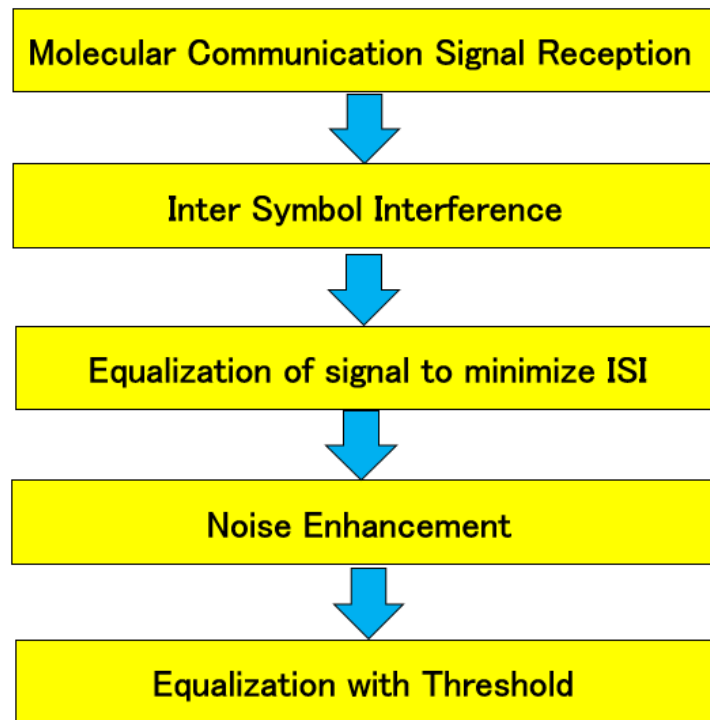 Molecular Communication Signal Reception
Inter Symbol Interference
Equalization of signal to minimize ISI
Noise Enhancement
Equalization with Threshold